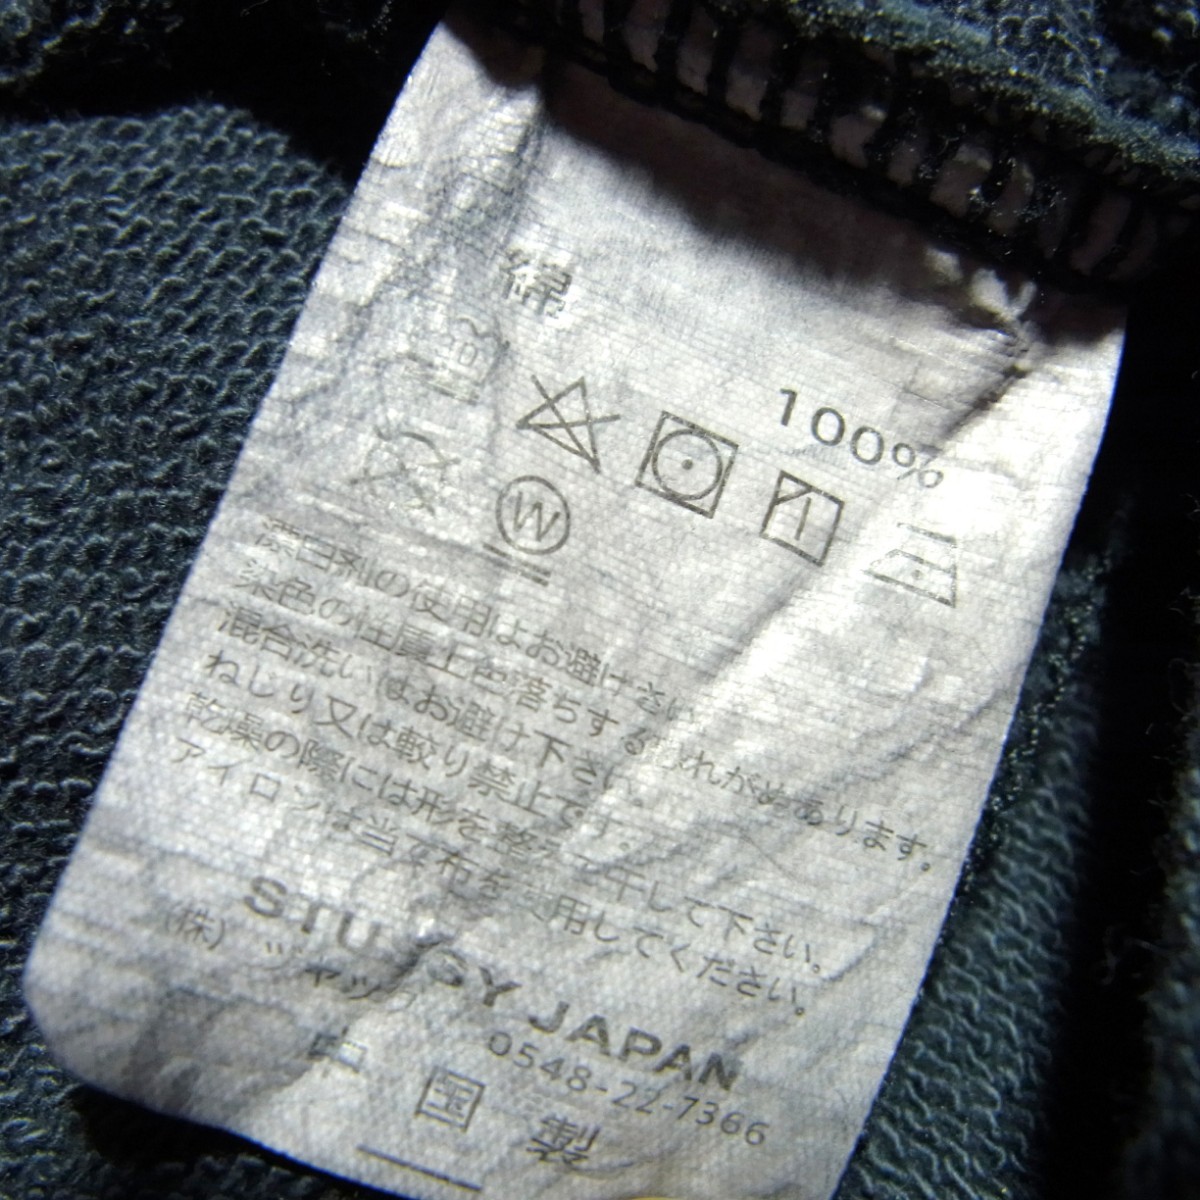 綿
100%
30
W
漂白剤の使用はお避け下さい。
染色の性質上色落ちする恐れがあります。
混合洗いはお避け下さい。
ねじり又は絞り禁止です。
乾燥の際には形を整えて干して下さい。
アイロンは当て布を使用してください。
STUSSY JAPAN
(株) ジャック 0548-22-7366
中国製